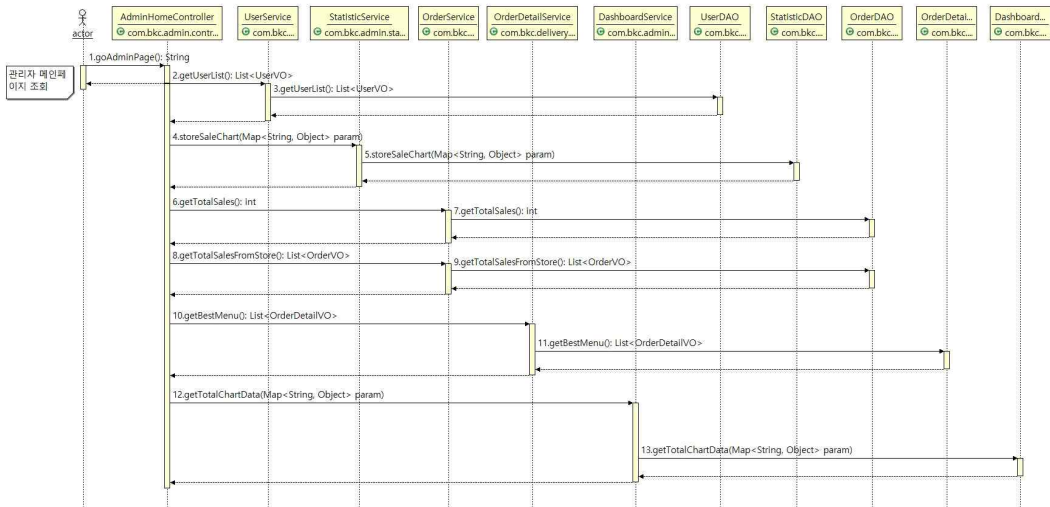 AdminHomeController
com.bkc.admin.contr...
UserService
com.bkc....
StatisticService
com.bkc.admin.sta...
OrderService
com.bkc....
OrderDetailService
com.bkc.delivery....
DashboardService
com.bkc.admin...
UserDAO
com.bkc....
StatisticDAO
com.bkc....
OrderDAO
com.bkc....
OrderDetai...
com.bkc....
Dashboard...
com.bkc....
actor
관리자 메인페
이지 조회
1.goAdminPage(): String
2.getUserList(): List<UserVO>
3.getUserList(): List<UserVO>
4.storeSaleChart(Map<String, Object> param)
5.storeSaleChart(Map<String, Object> param)
6.getTotalSales(): int
7.getTotalSales(): int
8.getTotalSalesFromStore(): List<OrderVO>
9.getTotalSalesFromStore(): List<OrderVO>
10.getBestMenu(): List<OrderDetailVO>
11.getBestMenu(): List<OrderDetailVO>
12.getTotalChartData(Map<String, Object> param)
13.getTotalChartData(Map<String, Object> param)